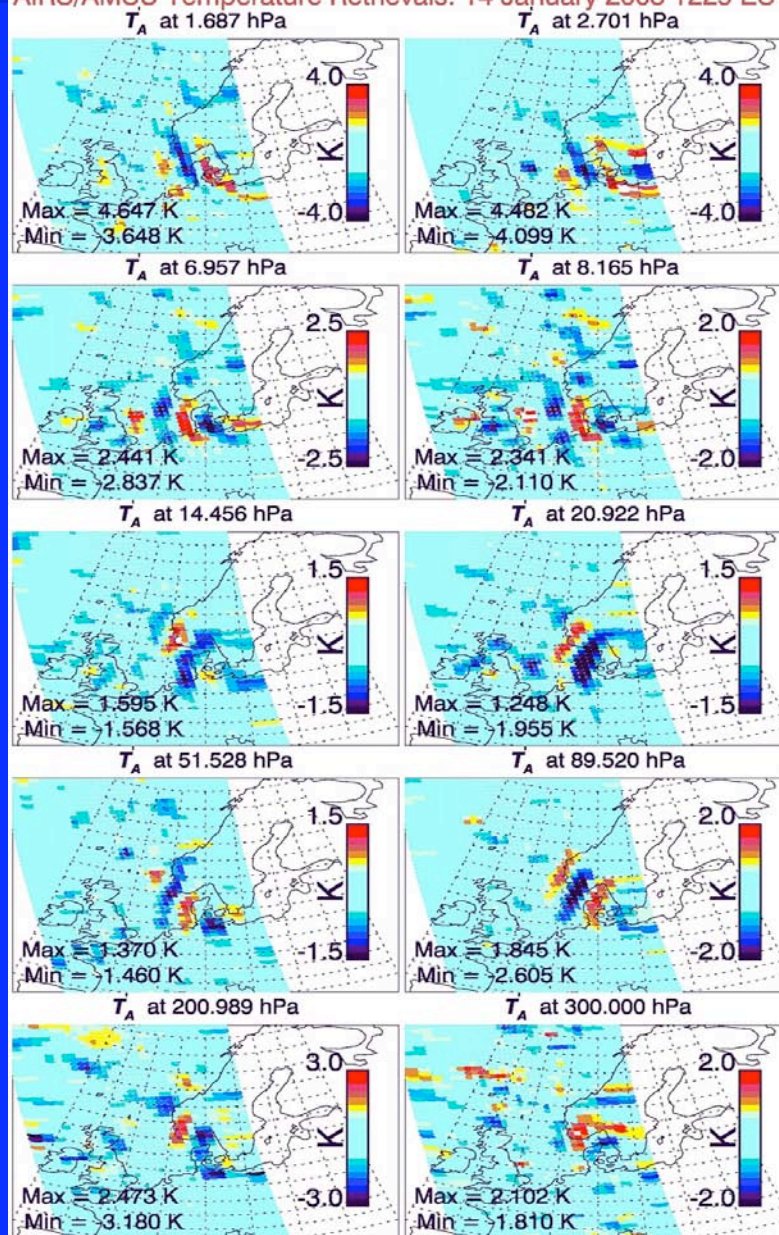 T'A at 1.687 hPa
T'A at 2.701 hPa
4.0
K
-4.0
Max = 4.647 K
Min = -3.648 K
4.0
K
-4.0
Max = 4.482 K
Min = -4.099 K
T'A at 6.957 hPa
T'A at 8.165 hPa
2.5
K
-2.5
Max = 2.441 K
Min = -2.837 K
2.0
K
-2.0
Max = 2.341 K
Min = -2.110 K
T'A at 14.456 hPa
T'A at 20.922 hPa
1.5
K
-1.5
Max = 1.595 K
Min = -1.568 K
1.5
K
-1.5
Max = 1.248 K
Min = -1.955 K
T'A at 51.528 hPa
T'A at 89.520 hPa
1.5
K
-1.5
Max = 1.370 K
Min = -1.460 K
2.0
K
-2.0
Max = 1.845 K
Min = -2.605 K
T'A at 200.989 hPa
T'A at 300.000 hPa
3.0
K
-3.0
Max = 2.473 K
Min = -3.180 K
2.0
K
-2.0
Max = 2.102 K
Min = -1.810 K